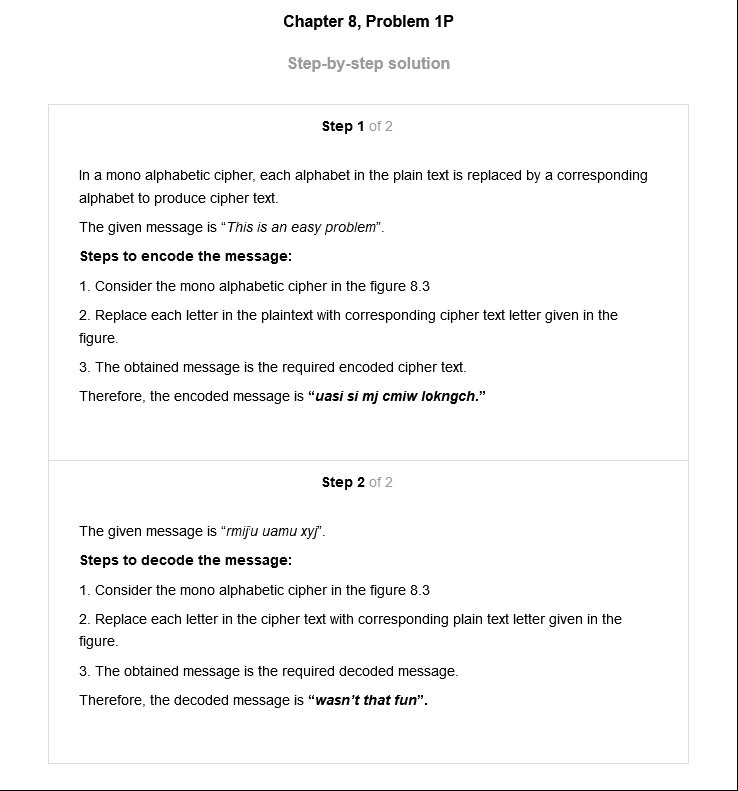 Chapter 8, Problem 1P
Step-by-step solution
Step 1 of 2
In a mono alphabetic cipher, each alphabet in the plain text is replaced by a corresponding
alphabet to produce cipher text.
The given message is “This is an easy problem”.
Steps to encode the message:
1. Consider the mono alphabetic cipher in the figure 8.3
2. Replace each letter in the plaintext with corresponding cipher text letter given in the
figure.
3. The obtained message is the required encoded cipher text.
Therefore, the encoded message is “uasi si mj cmiw lokngch.”
Step 2 of 2
The given message is “rmij’u uamu xyj”.
Steps to decode the message:
1. Consider the mono alphabetic cipher in the figure 8.3
2. Replace each letter in the cipher text with corresponding plain text letter given in the
figure.
3. The obtained message is the required decoded message.
Therefore, the decoded message is “wasn’t that fun”.